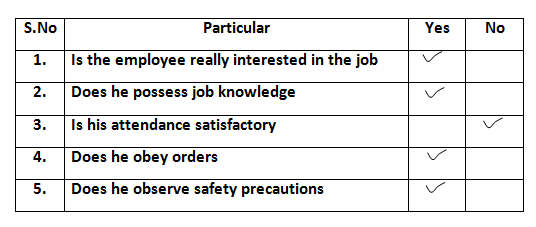 S.No Particular Yes No
1. Is the employee really interested in the job ✓
2. Does he possess job knowledge ✓
3. Is his attendance satisfactory ✓
4. Does he obey orders ✓
5. Does he observe safety precautions ✓